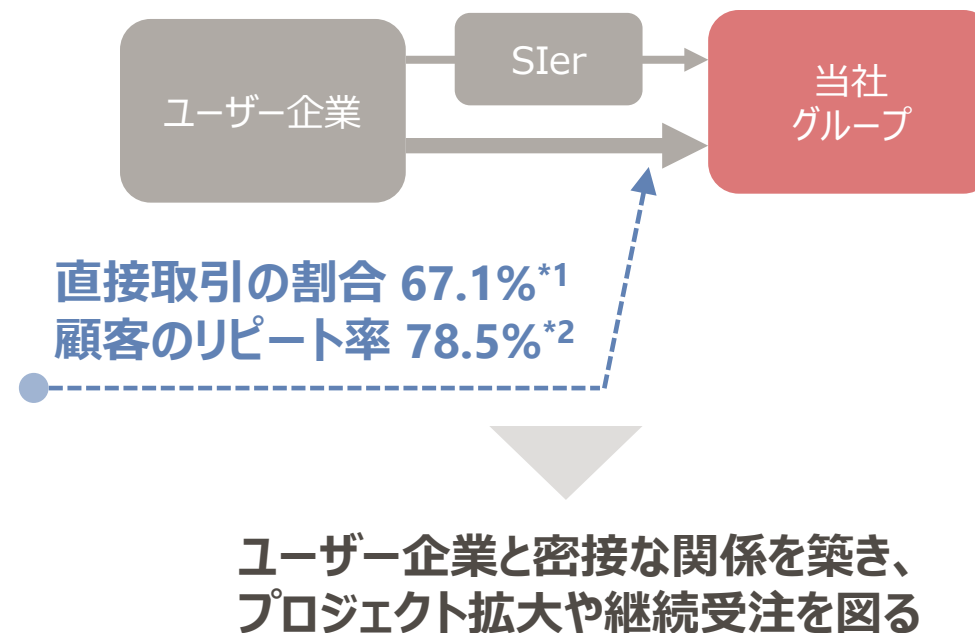 SIer
ユーザー企業
当社
グループ
直接取引の割合 67.1%*1
顧客のリピート率 78.5%*2
ユーザー企業と密接な関係を築き、
プロジェクト拡大や継続受注を図る